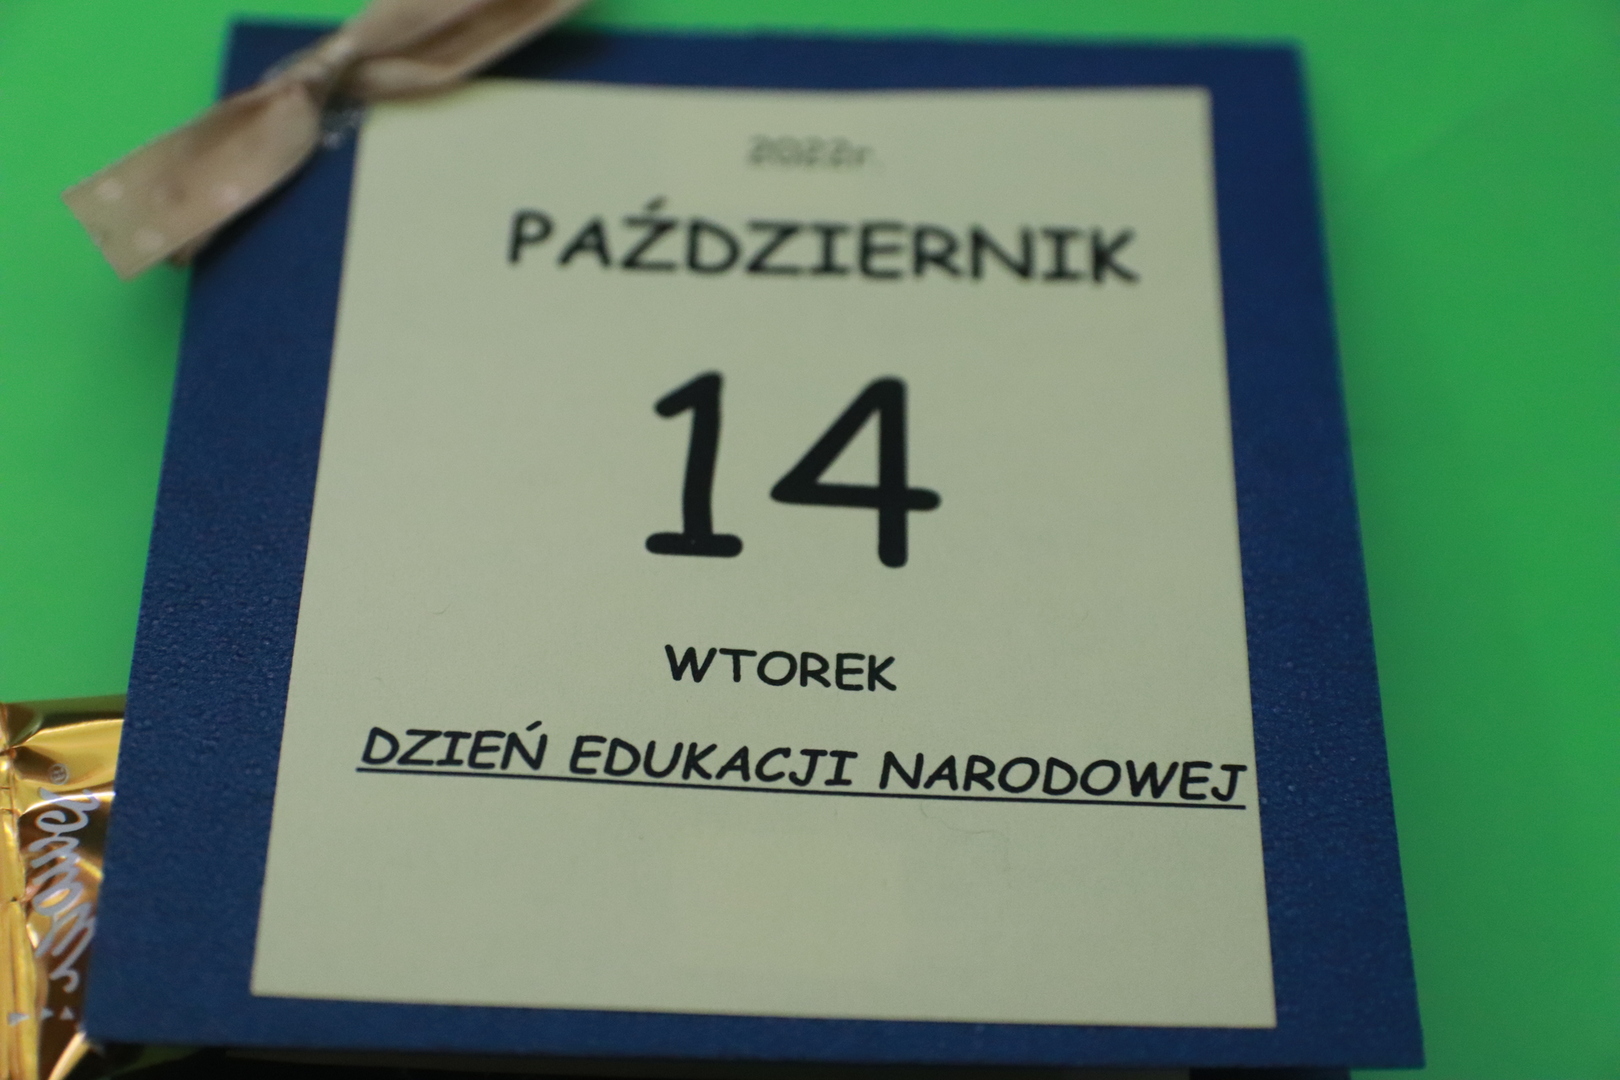 2022r.
PAŹDZIERNIK
14
WTOREK
DZIEŃ EDUKACJI NARODOWEJ